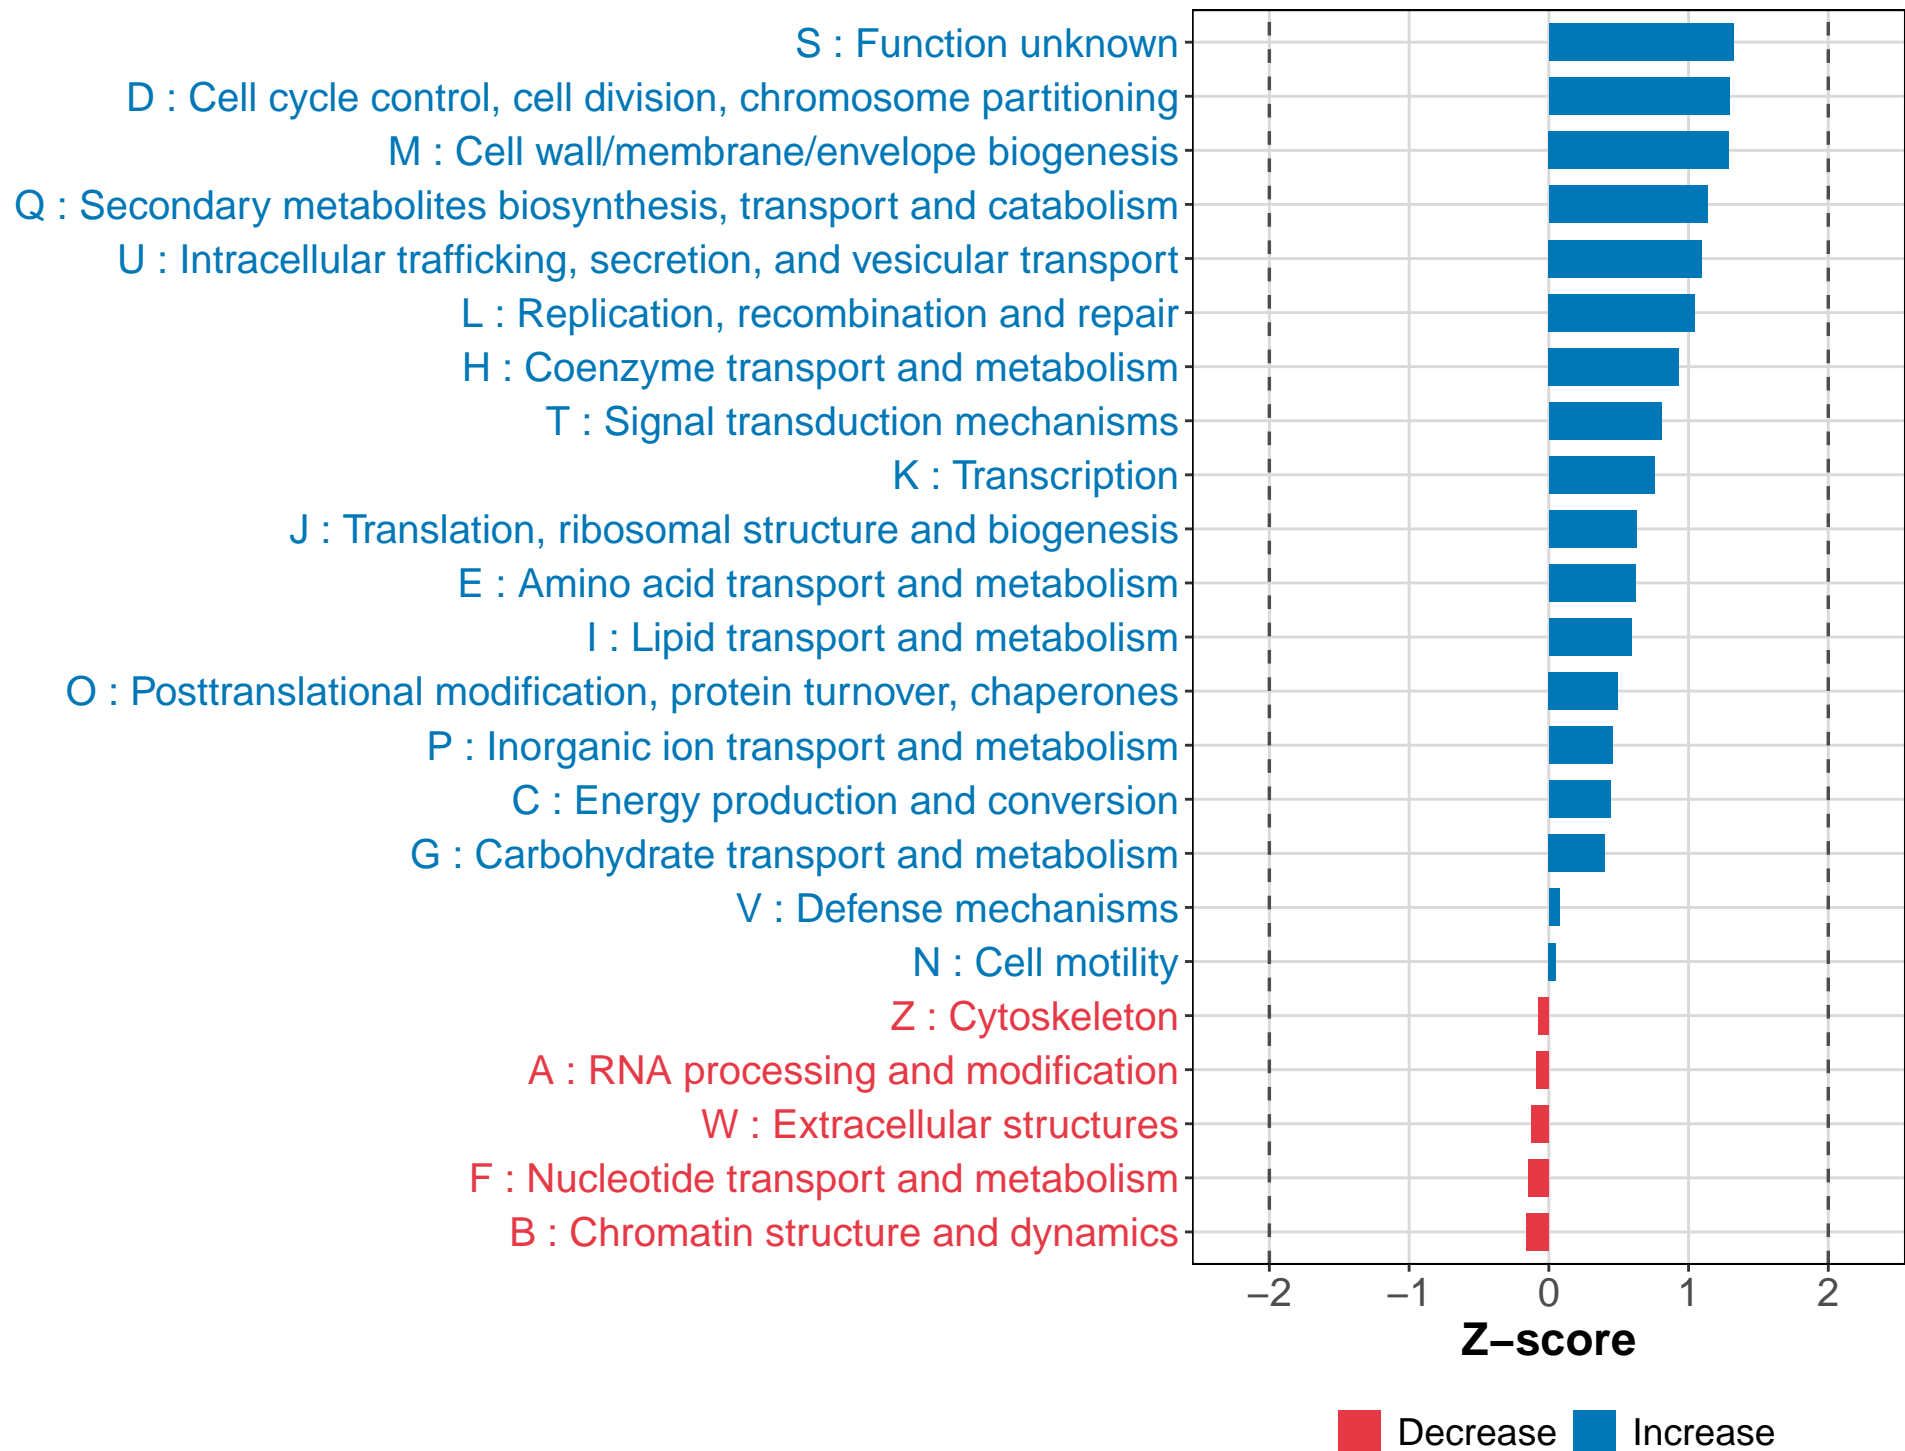 S : Function unknown
D : Cell cycle control, cell division, chromosome partitioning
M : Cell wall/membrane/envelope biogenesis
Q : Secondary metabolites biosynthesis, transport and catabolism
U : Intracellular trafficking, secretion, and vesicular transport
L : Replication, recombination and repair
H : Coenzyme transport and metabolism
T : Signal transduction mechanisms
K : Transcription
J : Translation, ribosomal structure and biogenesis
E : Amino acid transport and metabolism
I : Lipid transport and metabolism
O : Posttranslational modification, protein turnover, chaperones
P : Inorganic ion transport and metabolism
C : Energy production and conversion
G : Carbohydrate transport and metabolism
V : Defense mechanisms
N : Cell motility
Z : Cytoskeleton
A : RNA processing and modification
W : Extracellular structures
F : Nucleotide transport and metabolism
B : Chromatin structure and dynamics
−2 −1 0 1 2
Z−score
Decrease Increase